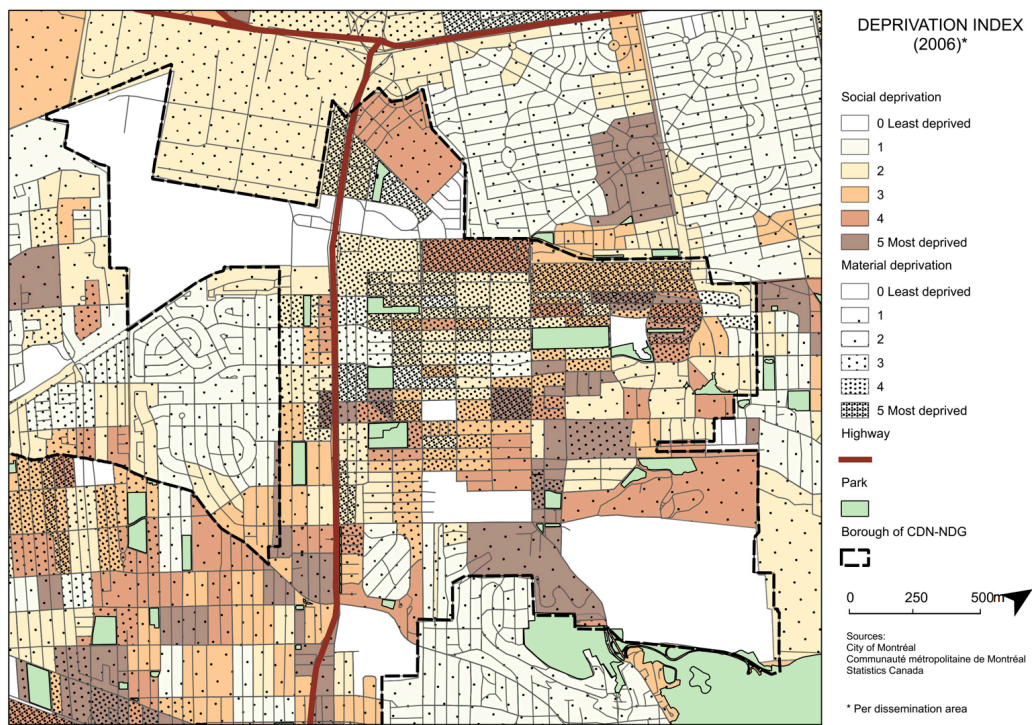 DEPRIVATION INDEX
(2006)*
Social deprivation
0 Least deprived
1
2
3
4
5 Most deprived
Material deprivation
0 Least deprived
1
2
3
4
5 Most deprived
Highway
Park
Borough of CDN-NDG
0 250 500m
Sources:
City of Montréal
Communauté métropolitaine de Montréal
Statistics Canada
* Per dissemination area